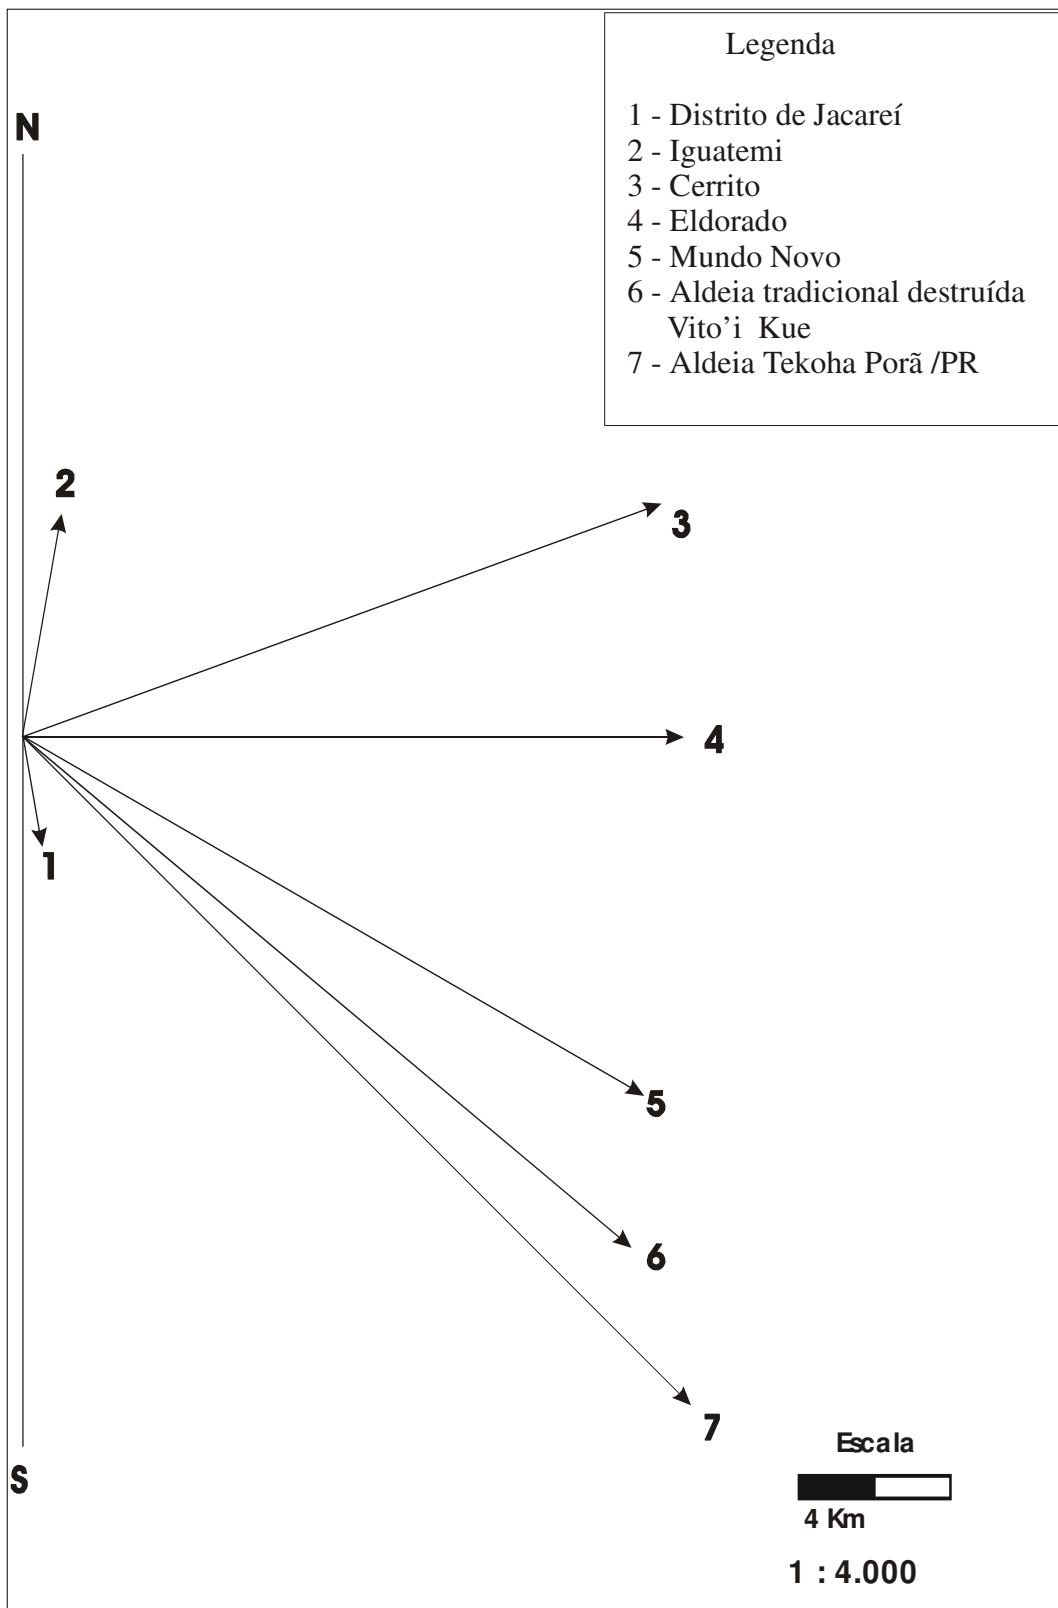 Legenda
1 - Distrito de Jacareí
2 - Iguatemi
3 - Cerrito
4 - Eldorado
5 - Mundo Novo
6 - Aldeia tradicional destruída
Vito’i Kue
7 - Aldeia Tekoha Porã /PR
N
2
3
4
1
5
6
7
S
Escala
4 Km
1 : 4.000